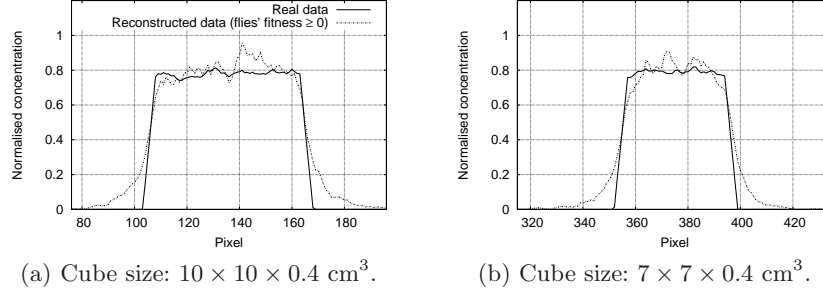 Real data
Reconstructed data (flies' fitness ≥ 0)
Normalised concentration
1
0.8
0.6
0.4
0.2
0
80 100 120 140 160 180
Pixel
(a) Cube size: 10 × 10 × 0.4 cm³.
Normalised concentration
1
0.8
0.6
0.4
0.2
0
320 340 360 380 400 420
Pixel
(b) Cube size: 7 × 7 × 0.4 cm³.